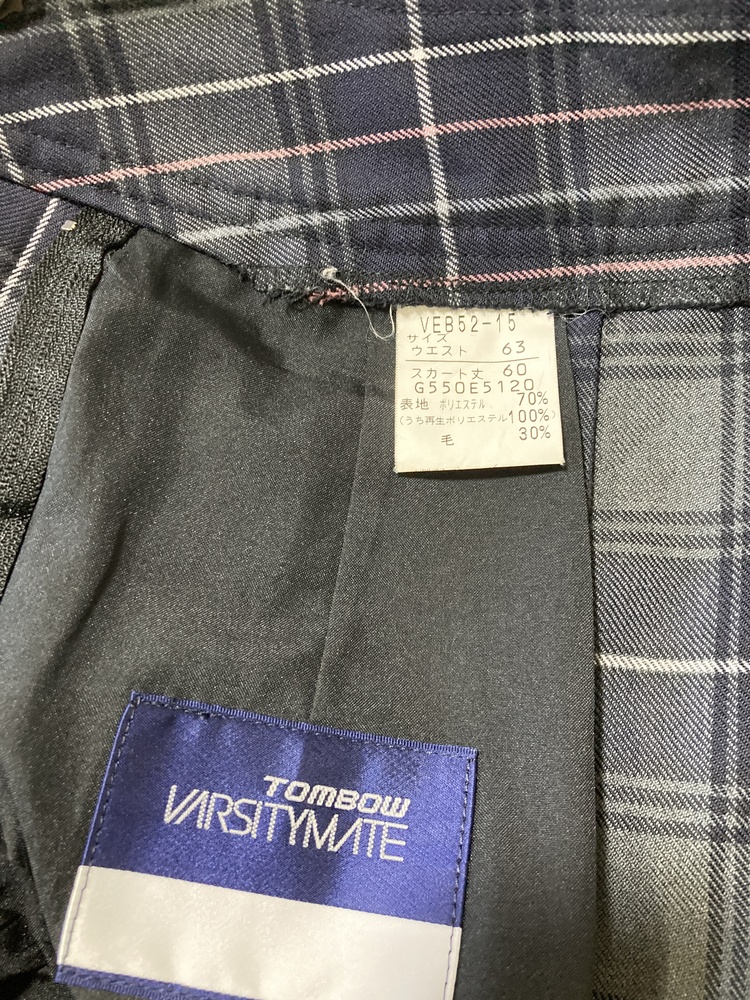 VEB52-15
サイズ
ウエスト 63
スカート丈 60
G550E5120
表地 ポリエステル 70%
(うち再生ポリエステル100%)
毛 30%
TOMBOW
VARSITYMATE